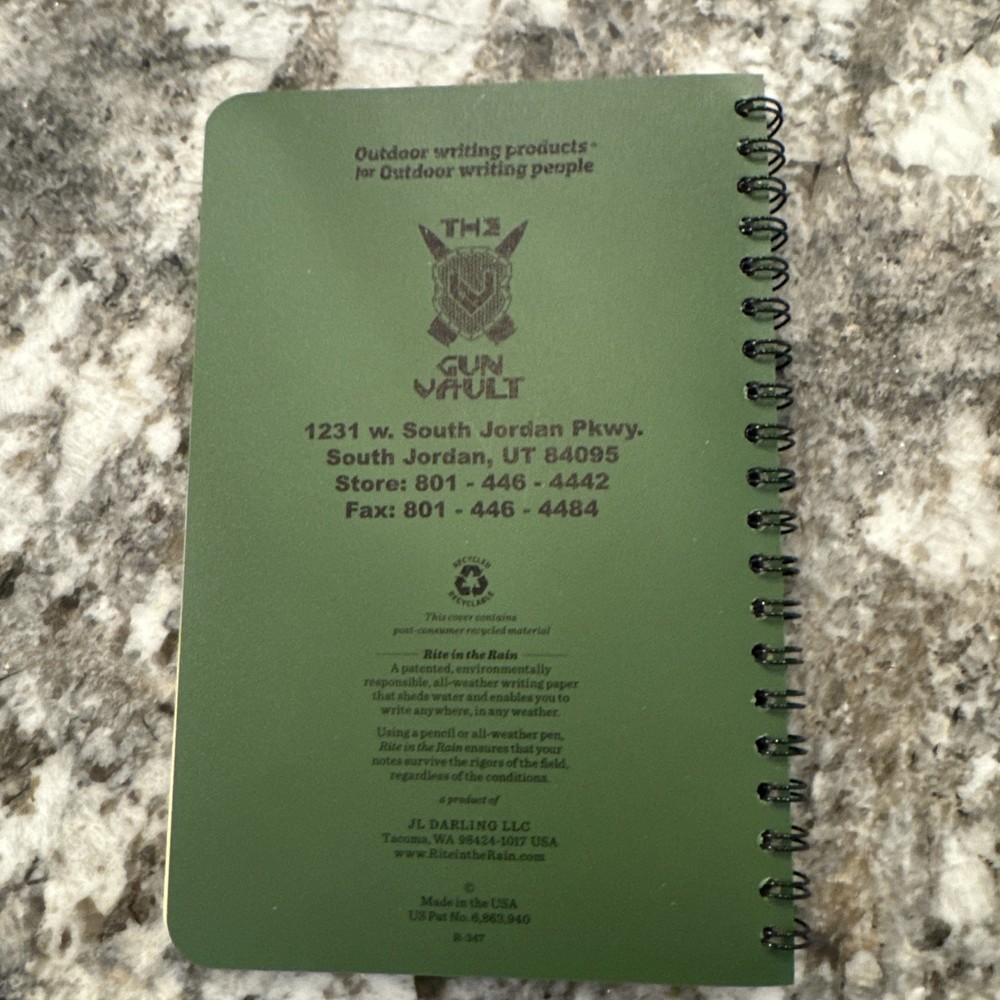 Outdoor writing products®
for Outdoor writing people
THE
GUN
VAULT
1231 w. South Jordan Pkwy.
South Jordan, UT 84095
Store: 801 - 446 - 4442
Fax: 801 - 446 - 4484
RECYCLED
RECYCLABLE
This cover contains
post-consumer recycled material
Rite in the Rain
A patented, environmentally
responsible, all-weather writing paper
that sheds water and enables you to
write anywhere, in any weather.
Using a pencil or all-weather pen,
Rite in the Rain ensures that your
notes survive the rigors of the field,
regardless of the conditions.
a product of
JL DARLING LLC
Tacoma, WA 98424-1017 USA
www.RiteintheRain.com
©
Made in the USA
US Pat No. 6,863,940
R-347